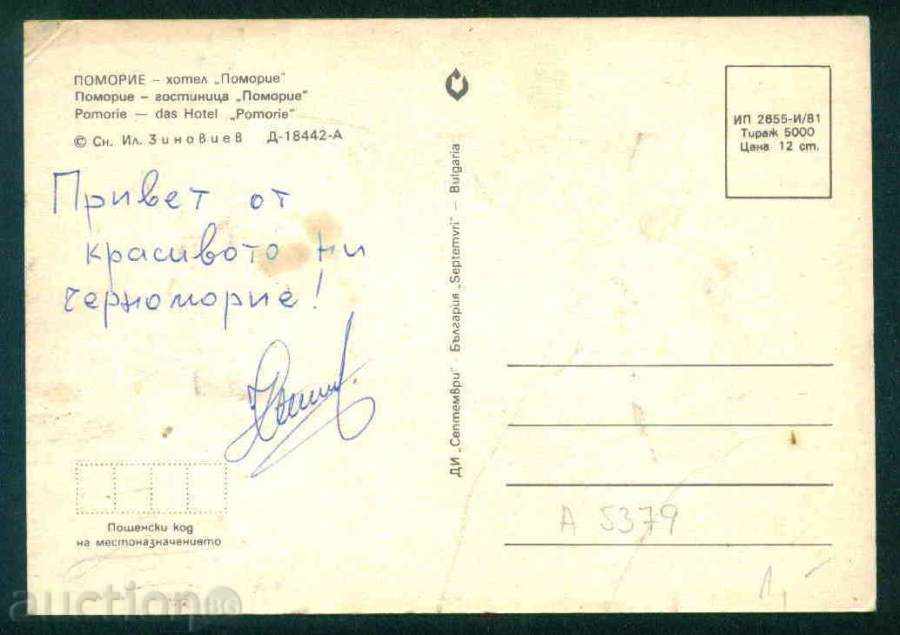 ПОМОРИЕ – хотел „Поморие"
Поморие – гостиница „Поморие"
Pomorie — das Hotel „Pomorie"
© Сн. Ил. Зиновиев Д-18442-А
Привет от
красивото ни
черноморие!
Пощенски код
на местоназначението
ДИ „Септември" – България „Septemvri" – Bulgaria
ИП 2855-И/81
Тираж 5000
Цена 12 ст.
A 5379
1,-
auction BG